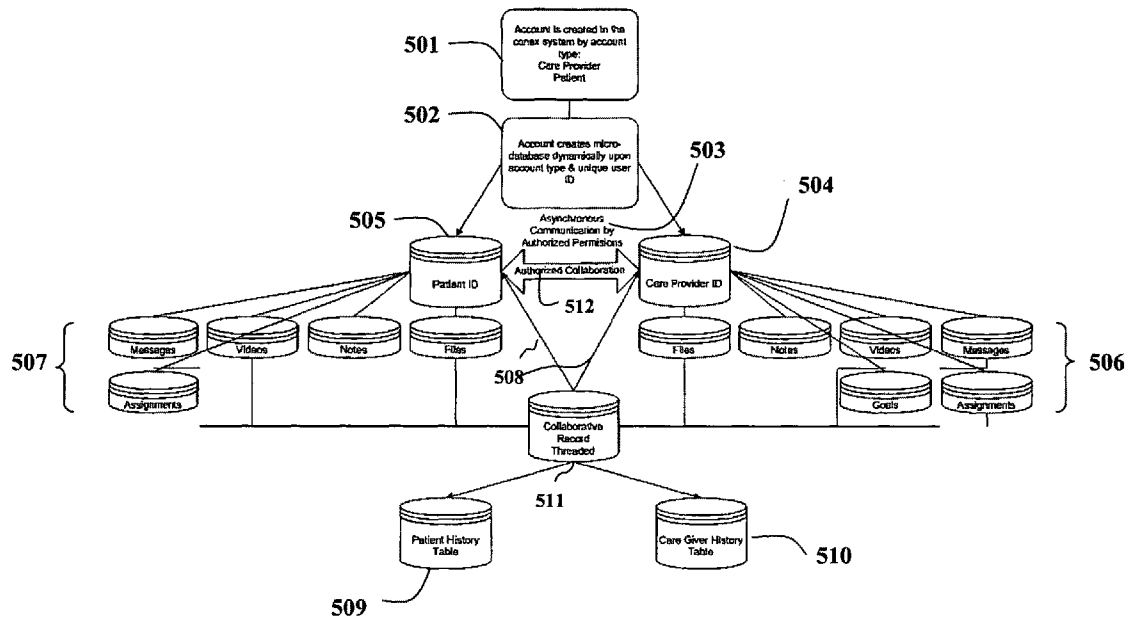 501
Account is created in the
conax system by account
type:
Care Provider
Patient
502
Account creates micro-
database dynamically upon
account type & unique user
ID
503
504
505
Asynchronous
Communication by
Authorized Permisions
Authorized Collaboration
512
Patient ID
Care Provider ID
507
Messages
Videos
Notes
Files
Files
Notes
Videos
Messages
506
508
Assignments
Goals
Assignments
Collaborative
Record
Threaded
511
Patient History
Table
Care Giver History
Table
510
509